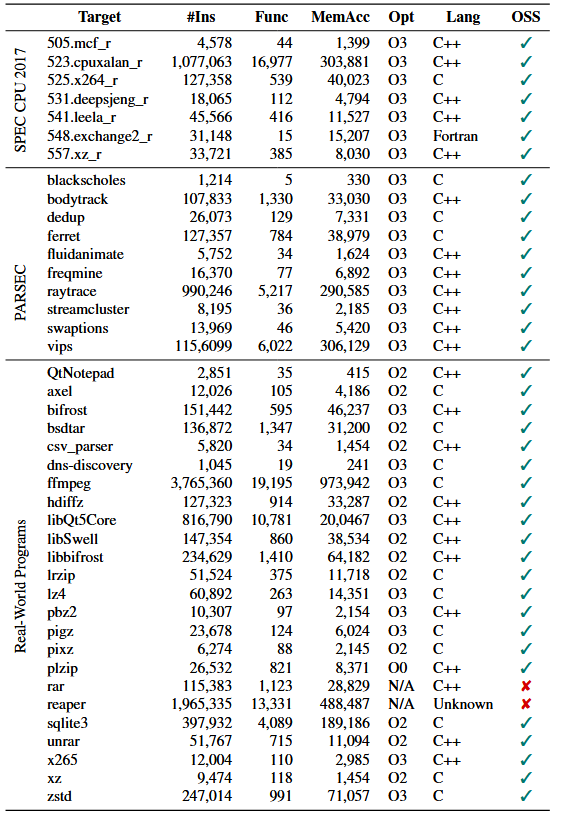 Target #Ins Func MemAcc Opt Lang OSS
SPEC CPU 2017
505.mcf_r 4,578 44 1,399 O3 C++ ✓
523.cpuxalan_r 1,077,063 16,977 303,881 O3 C++ ✓
525.x264_r 127,358 539 40,023 O3 C ✓
531.deepsjeng_r 18,065 112 4,794 O3 C++ ✓
541.leela_r 45,566 416 11,527 O3 C++ ✓
548.exchange2_r 31,148 15 15,207 O3 Fortran ✓
557.xz_r 33,721 385 8,030 O3 C++ ✓
PARSEC
blackscholes 1,214 5 330 O3 C ✓
bodytrack 107,833 1,330 33,030 O3 C++ ✓
dedup 26,073 129 7,331 O3 C ✓
ferret 127,357 784 38,979 O3 C ✓
fluidanimate 5,752 34 1,624 O3 C++ ✓
freqmine 16,370 77 6,892 O3 C++ ✓
raytrace 990,246 5,217 290,585 O3 C++ ✓
streamcluster 8,195 36 2,185 O3 C++ ✓
swaptions 13,969 46 5,420 O3 C++ ✓
vips 115,6099 6,022 306,129 O3 C++ ✓
Real-World Programs
QtNotepad 2,851 35 415 O2 C++ ✓
axel 12,026 105 4,186 O2 C ✓
bifrost 151,442 595 46,237 O3 C++ ✓
bsdtar 136,872 1,347 31,200 O2 C ✓
csv_parser 5,820 34 1,454 O2 C++ ✓
dns-discovery 1,045 19 241 O3 C ✓
ffmpeg 3,765,360 19,195 973,942 O3 C ✓
hdiffz 127,323 914 33,287 O2 C++ ✓
libQt5Core 816,790 10,781 20,0467 O3 C++ ✓
libSwell 147,354 860 38,534 O2 C++ ✓
libbifrost 234,629 1,410 64,182 O2 C++ ✓
lrzip 51,524 375 11,718 O2 C ✓
lz4 60,892 263 14,351 O3 C ✓
pbz2 10,307 97 2,154 O3 C++ ✓
pigz 23,678 124 6,024 O3 C ✓
pixz 6,274 88 2,145 O2 C ✓
plzip 26,532 821 8,371 O0 C++ ✓
rar 115,383 1,123 28,829 N/A C++ ✘
reaper 1,965,335 13,331 488,487 N/A Unknown ✘
sqlite3 397,932 4,089 189,186 O2 C ✓
unrar 51,767 715 11,094 O2 C++ ✓
x265 12,004 110 2,985 O3 C++ ✓
xz 9,474 118 1,454 O2 C ✓
zstd 247,014 991 71,057 O3 C ✓